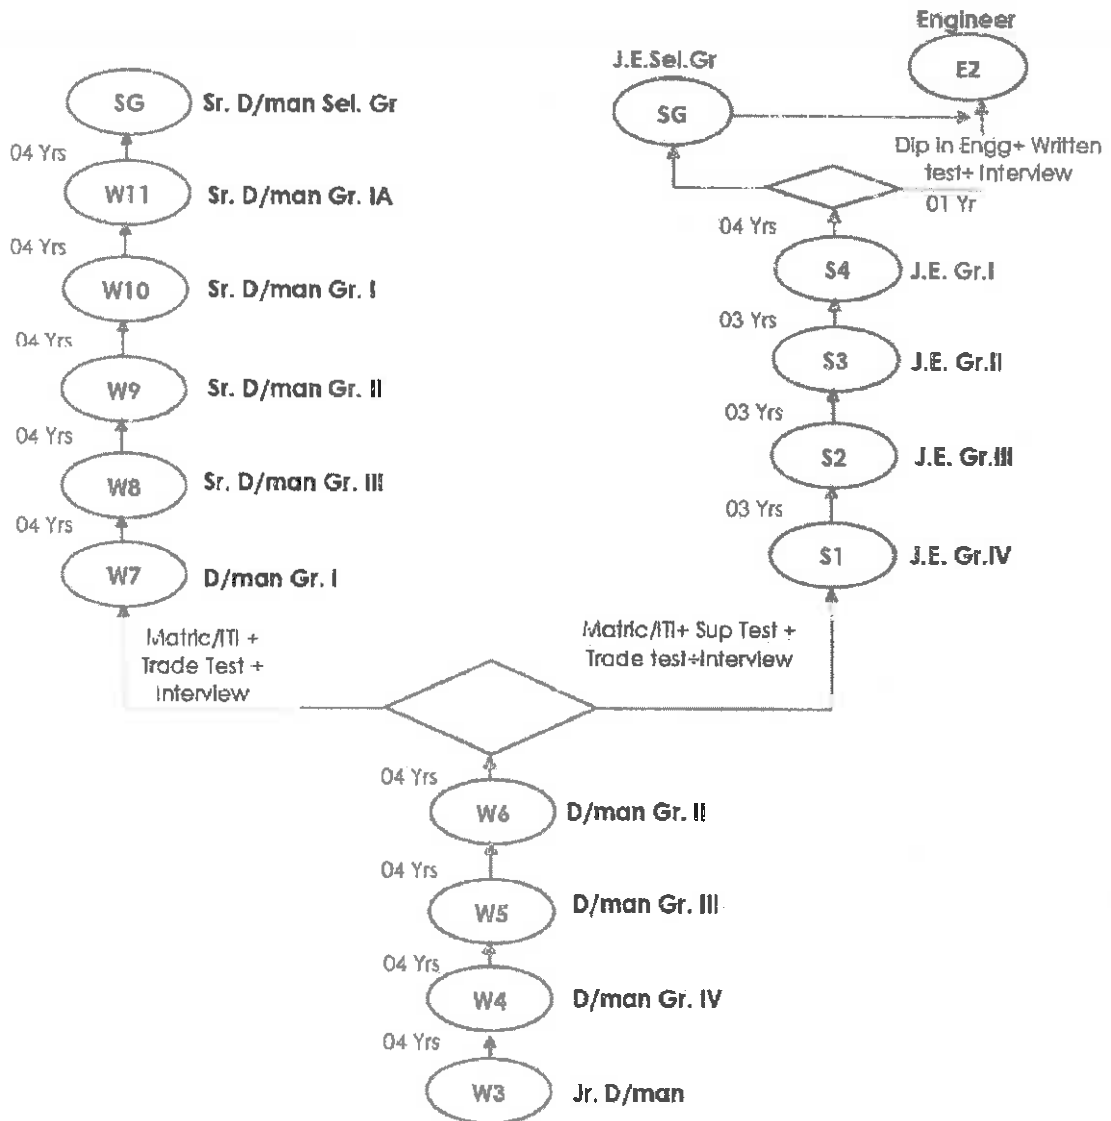 Engineer
E2
J.E.Sel.Gr
SG
Dip in Engg+ Written
test+ Interview
01 Yr
04 Yrs
S4 J.E. Gr.I
03 Yrs
S3 J.E. Gr.II
03 Yrs
S2 J.E. Gr.III
03 Yrs
S1 J.E. Gr.IV
Matric/ITI+ Sup Test +
Trade test+Interview
SG Sr. D/man Sel. Gr
04 Yrs
W11 Sr. D/man Gr. IA
04 Yrs
W10 Sr. D/man Gr. I
04 Yrs
W9 Sr. D/man Gr. II
04 Yrs
W8 Sr. D/man Gr. III
04 Yrs
W7 D/man Gr. I
Matric/ITI +
Trade Test +
Interview
04 Yrs
W6 D/man Gr. II
04 Yrs
W5 D/man Gr. III
04 Yrs
W4 D/man Gr. IV
04 Yrs
W3 Jr. D/man